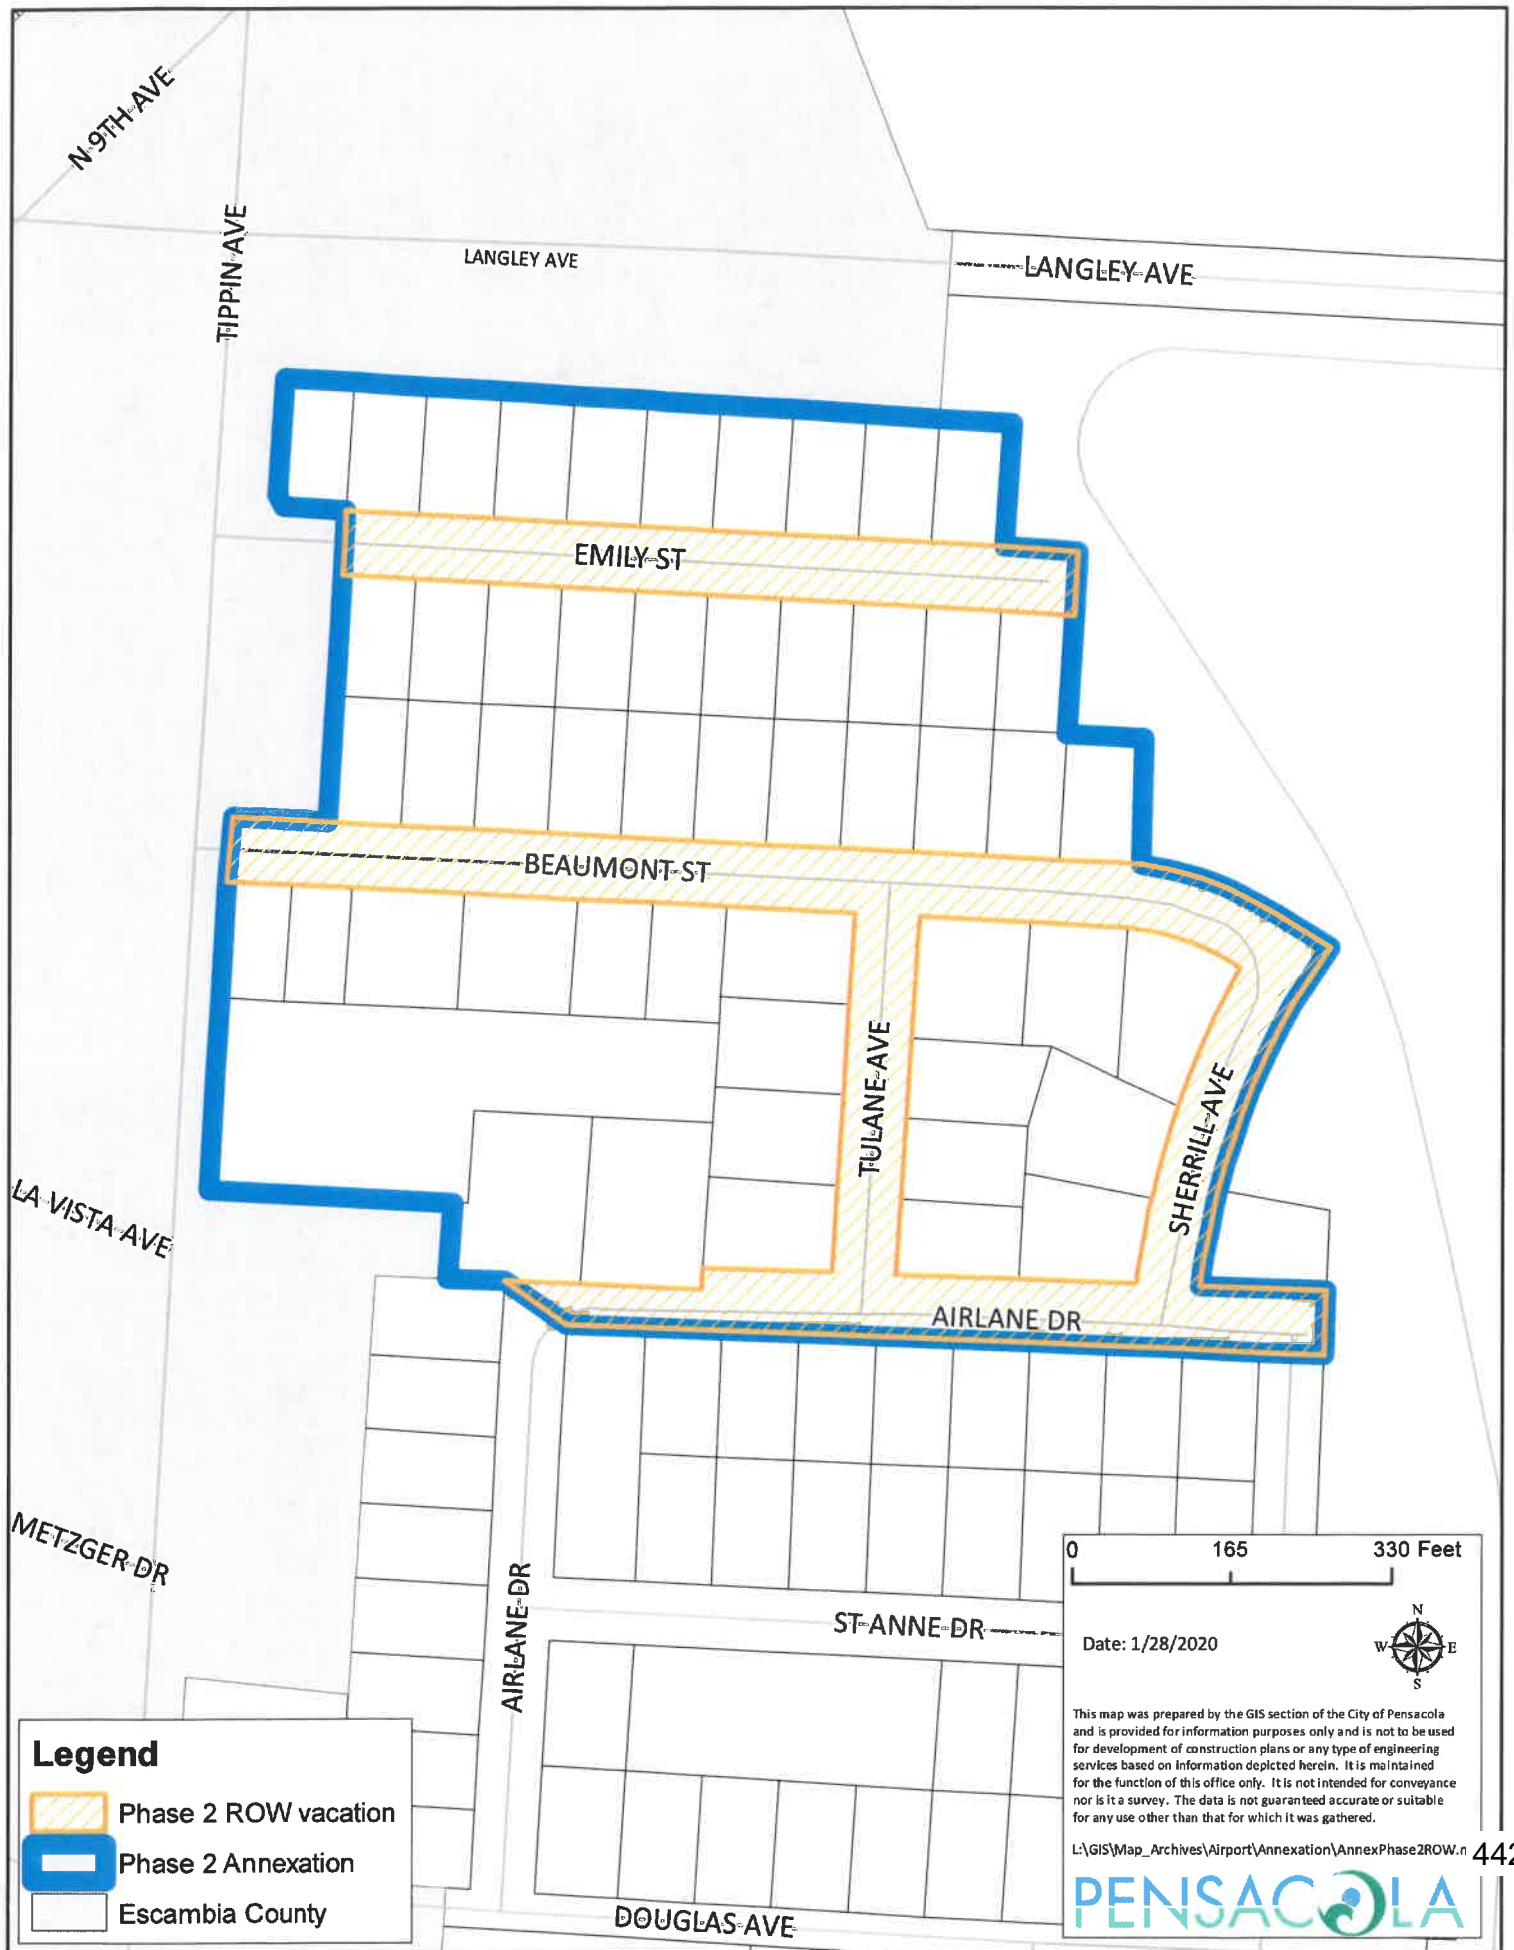 N 9TH AVE
TIPPIN AVE
LANGLEY AVE
LANGLEY AVE
EMILY ST
BEAUMONT ST
TULANE AVE
SHERRILL AVE
LA VISTA AVE
AIRLANE DR
METZGER DR
AIRLANE DR
ST ANNE DR
DOUGLAS AVE
Legend
Phase 2 ROW vacation
Phase 2 Annexation
Escambia County
0 165 330 Feet
Date: 1/28/2020
N
W E
S
This map was prepared by the GIS section of the City of Pensacola
and is provided for information purposes only and is not to be used
for development of construction plans or any type of engineering
services based on information depicted herein. It is maintained
for the function of this office only. It is not intended for conveyance
nor is it a survey. The data is not guaranteed accurate or suitable
for any use other than that for which it was gathered.
L:\GIS\Map_Archives\Airport\Annexation\AnnexPhase2ROW.n
442
PENSACOLA